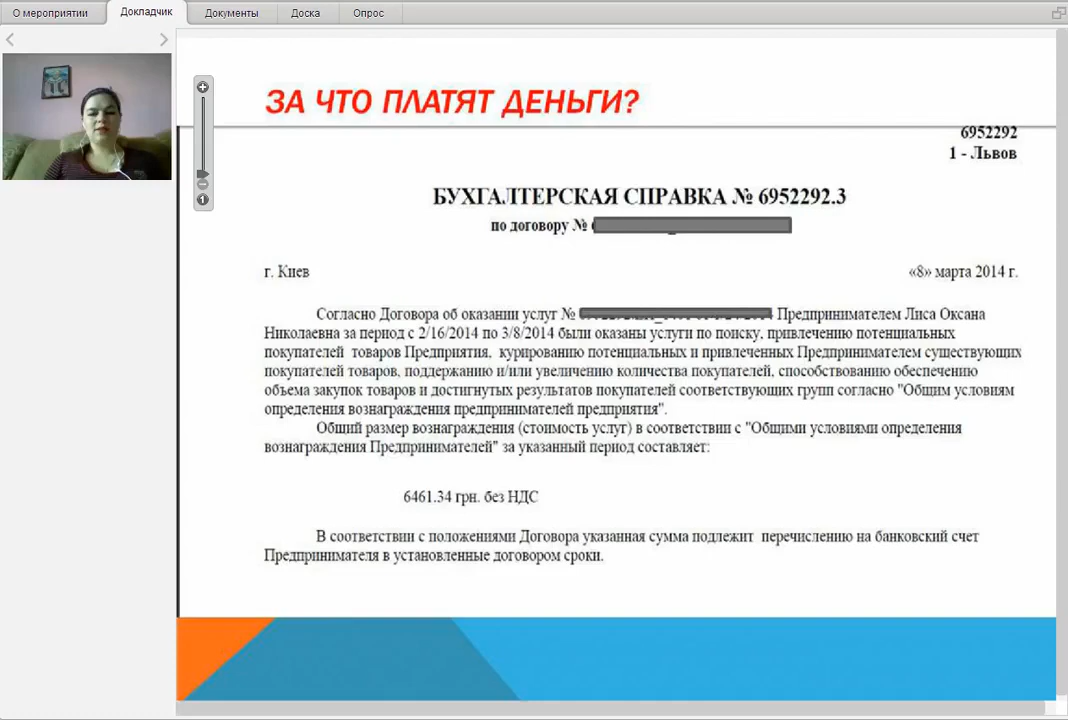 О мероприятии
Докладчик
Документы
Доска
Опрос
ЗА ЧТО ПЛАТЯТ ДЕНЬГИ?
6952292
1 - Львов
БУХГАЛТЕРСКАЯ СПРАВКА № 6952292.3
по договору №
г. Киев
«8» марта 2014 г.
Согласно Договора об оказании услуг № Предпринимателем Лиса Оксана
Николаевна за период с 2/16/2014 по 3/8/2014 были оказаны услуги по поиску, привлечению потенциальных
покупателей товаров Предприятия, курированию потенциальных и привлеченных Предпринимателем существующих
покупателей товаров, поддержанию и/или увеличению количества покупателей, способствованию обеспечению
объема закупок товаров и достигнутых результатов покупателей соответствующих групп согласно "Общим условиям
определения вознаграждения предпринимателей предприятия".
Общий размер вознаграждения (стоимость услуг) в соответствии с "Общими условиями определения
вознаграждения Предпринимателей" за указанный период составляет:
6461.34 грн. без НДС
В соответствии с положениями Договора указанная сумма подлежит перечислению на банковский счет
Предпринимателя в установленные договором сроки.